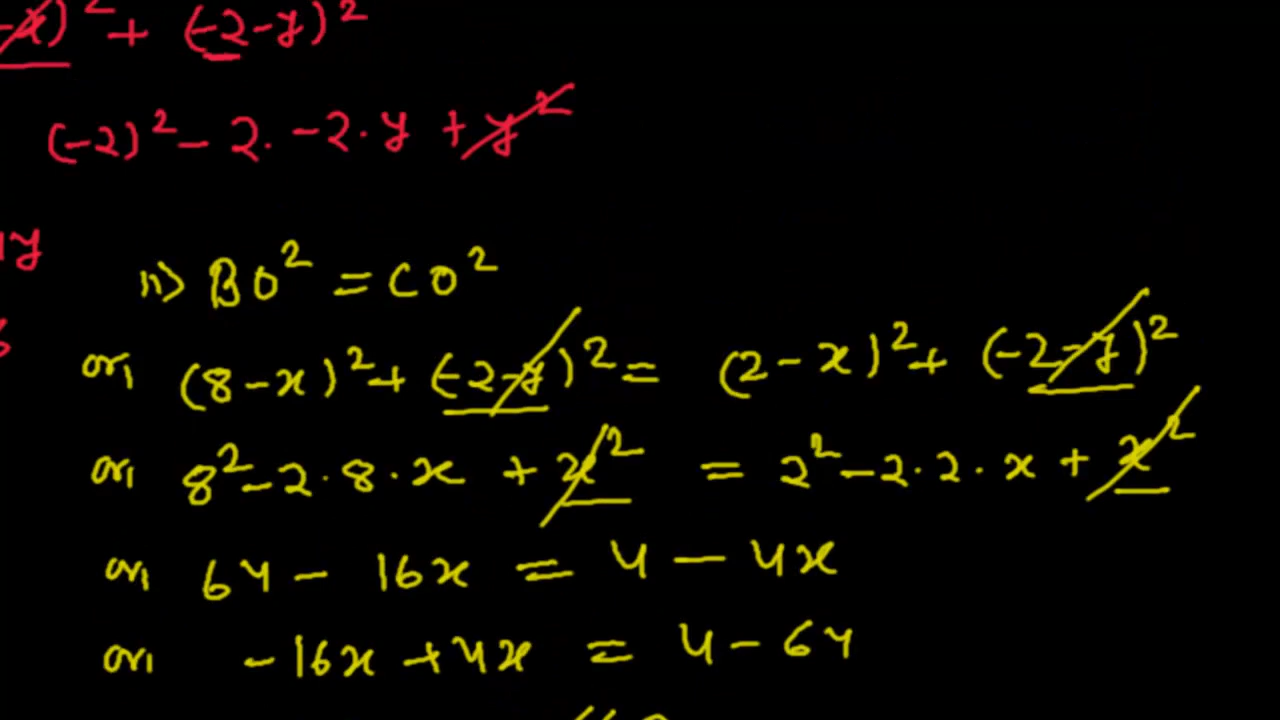 -x)² + (-2-y)²
(-2)² - 2. -2.y + y²
y
ii) BO² = CO²
or, (8-x)² + (-2-y)² = (2-x)² + (-2-y)²
or, 8² - 2.8.x + x² = 2² - 2.2.x + x²
or, 64 - 16x = 4 - 4x
or, -16x + 4x = 4 - 64